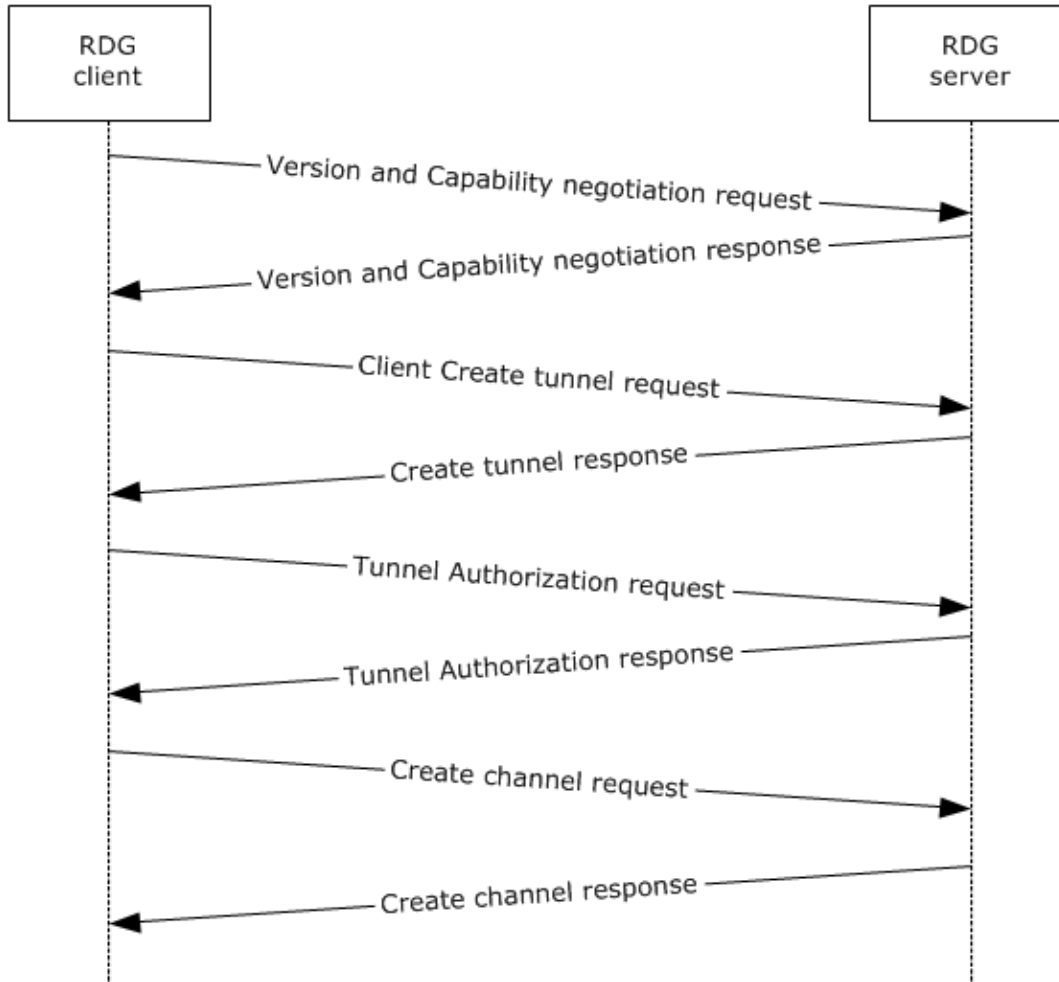 RDG
client
RDG
server
Version and Capability negotiation request
Version and Capability negotiation response
Client Create tunnel request
Create tunnel response
Tunnel Authorization request
Tunnel Authorization response
Create channel request
Create channel response